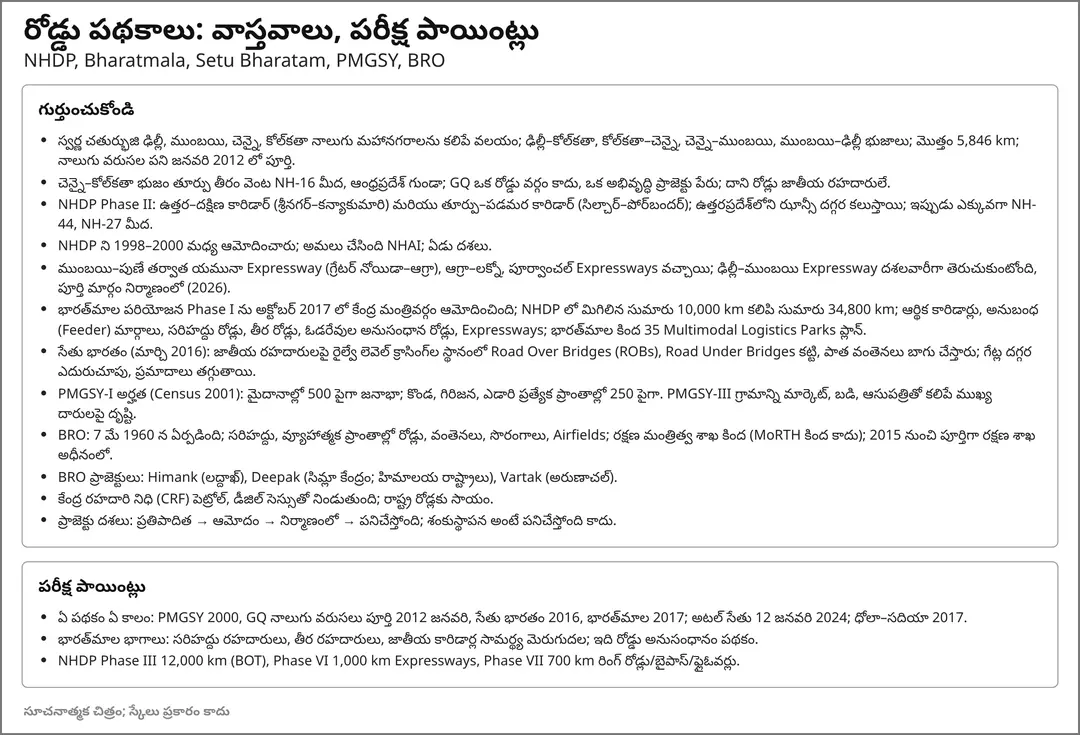 రోడ్డు పథకాలు: వాస్తవాలు, పరీక్ష పాయింట్లు
NHDP, Bharatmala, Setu Bharatam, PMGSY, BRO
గుర్తుంచుకోండి
• స్వర్ణ చతుర్భుజి ఢిల్లీ, ముంబయి, చెన్నై, కోల్‌కతా నాలుగు మహానగరాలను కలిపే వలయం; ఢిల్లీ–కోల్‌కతా, కోల్‌కతా–చెన్నై, చెన్నై–ముంబయి, ముంబయి–ఢిల్లీ భుజాలు; మొత్తం 5,846 km;
నాలుగు వరుసల పని జనవరి 2012 లో పూర్తి.
• చెన్నై–కోల్‌కతా భుజం తూర్పు తీరం వెంట NH-16 మీద, ఆంధ్రప్రదేశ్ గుండా; GQ ఒక రోడ్డు వర్గం కాదు, ఒక అభివృద్ధి ప్రాజెక్టు పేరు; దాని రోడ్లు జాతీయ రహదారులే.
• NHDP Phase II: ఉత్తర–దక్షిణ కారిడార్ (శ్రీనగర్–కన్యాకుమారి) మరియు తూర్పు–పడమర కారిడార్ (సిల్చార్–పోర్‌బందర్); ఉత్తరప్రదేశ్‌లోని ఝాన్సీ దగ్గర కలుస్తాయి; ఇప్పుడు ఎక్కువగా NH-
44, NH-27 మీద.
• NHDP ని 1998–2000 మధ్య ఆమోదించారు; అమలు చేసింది NHAI; ఏడు దశలు.
• ముంబయి–పుణే తర్వాత యమునా Expressway (గ్రేటర్ నోయిడా–ఆగ్రా), ఆగ్రా–లక్నో, పూర్వాంచల్ Expressways వచ్చాయి; ఢిల్లీ–ముంబయి Expressway దశలవారీగా తెరుచుకుంటోంది,
పూర్తి మార్గం నిర్మాణంలో (2026).
• భారత్‌మాల పరియోజన Phase I ను అక్టోబర్ 2017 లో కేంద్ర మంత్రివర్గం ఆమోదించింది; NHDP లో మిగిలిన సుమారు 10,000 km కలిపి సుమారు 34,800 km; ఆర్థిక కారిడార్లు, అనుబంధ
(Feeder) మార్గాలు, సరిహద్దు రోడ్లు, తీర రోడ్లు, ఓడరేవుల అనుసంధాన రోడ్లు, Expressways; భారత్‌మాల కింద 35 Multimodal Logistics Parks ప్లాన్.
• సేతు భారతం (మార్చి 2016): జాతీయ రహదారులపై రైల్వే లెవెల్ క్రాసింగ్‌ల స్థానంలో Road Over Bridges (ROBs), Road Under Bridges కట్టి, పాత వంతెనలు బాగు చేస్తారు; గేట్ల దగ్గర
ఎదురుచూపు, ప్రమాదాలు తగ్గుతాయి.
• PMGSY-I అర్హత (Census 2001): మైదానాల్లో 500 పైగా జనాభా; కొండ, గిరిజన, ఎడారి ప్రత్యేక ప్రాంతాల్లో 250 పైగా. PMGSY-III గ్రామాన్ని మార్కెట్, బడి, ఆసుపత్రితో కలిపే ముఖ్య
దారులపై దృష్టి.
• BRO: 7 మే 1960 న ఏర్పడింది; సరిహద్దు, వ్యూహాత్మక ప్రాంతాల్లో రోడ్లు, వంతెనలు, సొరంగాలు, Airfields; రక్షణ మంత్రిత్వ శాఖ కింద (MoRTH కింద కాదు); 2015 నుంచి పూర్తిగా రక్షణ శాఖ
అధీనంలో.
• BRO ప్రాజెక్టులు: Himank (లద్దాఖ్), Deepak (సిమ్లా కేంద్రం; హిమాలయ రాష్ట్రాలు), Vartak (అరుణాచల్).
• కేంద్ర రహదారి నిధి (CRF) పెట్రోల్, డీజిల్ సెస్సుతో నిండుతుంది; రాష్ట్ర రోడ్లకు సాయం.
• ప్రాజెక్టు దశలు: ప్రతిపాదిత → ఆమోదం → నిర్మాణంలో → పనిచేస్తోంది; శంకుస్థాపన అంటే పనిచేస్తోంది కాదు.
పరీక్ష పాయింట్లు
• ఏ పథకం ఏ కాలం: PMGSY 2000, GQ నాలుగు వరుసలు పూర్తి 2012 జనవరి, సేతు భారతం 2016, భారత్‌మాల 2017; అటల్ సేతు 12 జనవరి 2024; ధోలా–సదియా 2017.
• భారత్‌మాల భాగాలు: సరిహద్దు రహదారులు, తీర రహదారులు, జాతీయ కారిడార్ల సామర్థ్య మెరుగుదల; ఇది రోడ్డు అనుసంధానం పథకం.
• NHDP Phase III 12,000 km (BOT), Phase VI 1,000 km Expressways, Phase VII 700 km రింగ్ రోడ్లు/బైపాస్/ఫ్లైఓవర్లు.
సూచనాత్మక చిత్రం; స్కేలు ప్రకారం కాదు